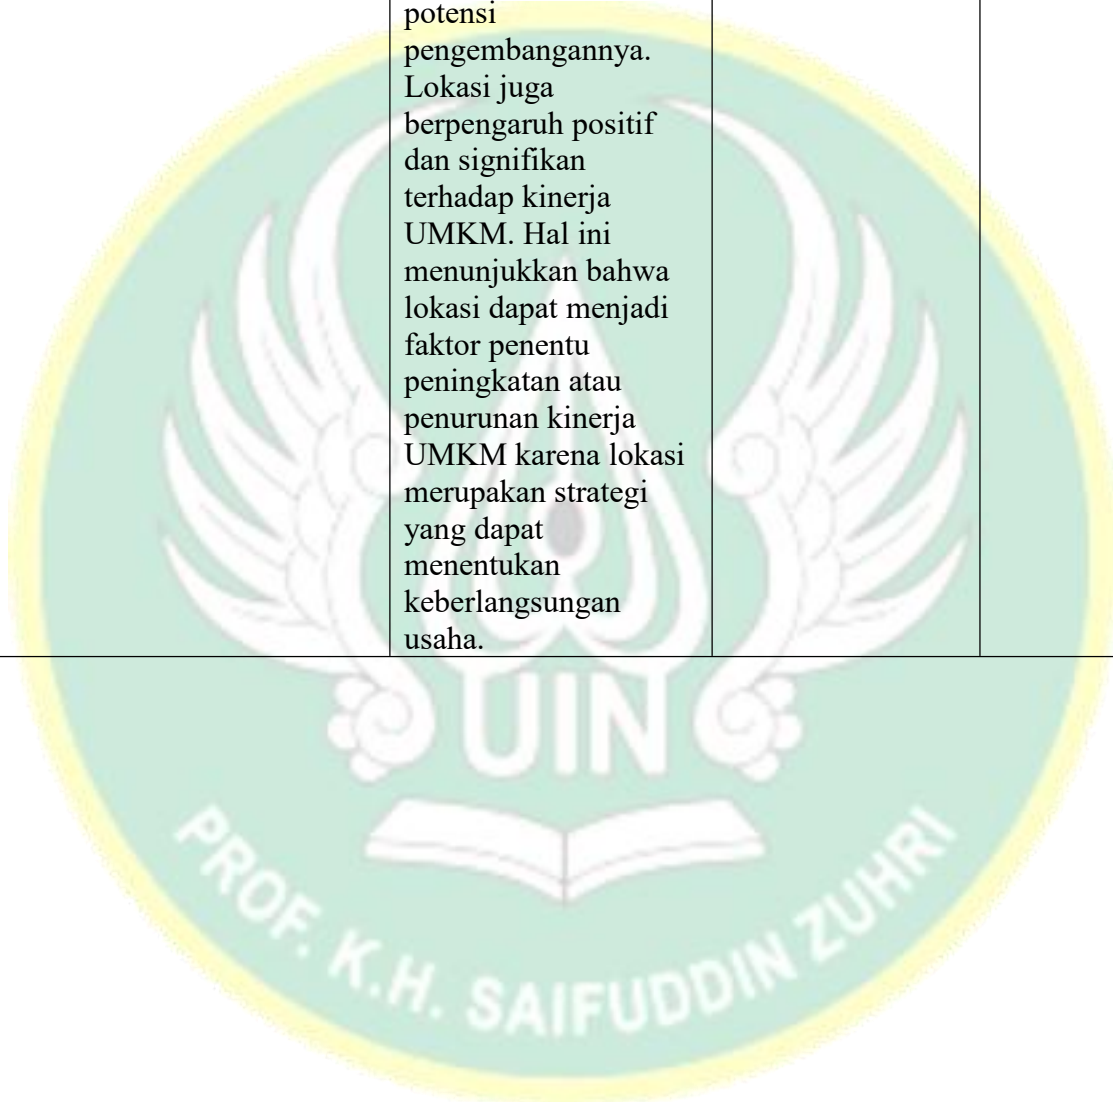 potensi
pengembangannya.
Lokasi juga
berpengaruh positif
dan signifikan
terhadap kinerja
UMKM. Hal ini
menunjukkan bahwa
lokasi dapat menjadi
faktor penentu
peningkatan atau
penurunan kinerja
UMKM karena lokasi
merupakan strategi
yang dapat
menentukan
keberlangsungan
usaha.
UIN
PROF. K.H. SAIFUDDIN ZUHRI